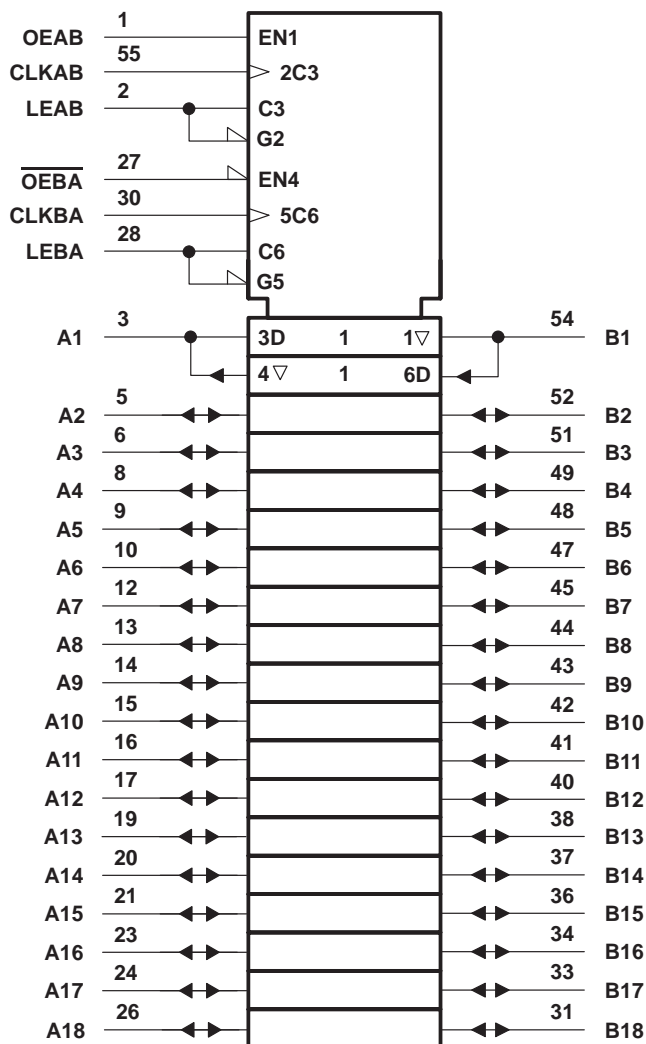 OEAB 1 EN1
CLKAB 55 2C3
LEAB 2 C3
G2
OEBA 27 EN4
CLKBA 30 5C6
LEBA 28 C6
G5
A1 3 3D 1 1▽ 54 B1
4▽ 1 6D
A2 5 52 B2
A3 6 51 B3
A4 8 49 B4
A5 9 48 B5
A6 10 47 B6
A7 12 45 B7
A8 13 44 B8
A9 14 43 B9
A10 15 42 B10
A11 16 41 B11
A12 17 40 B12
A13 19 38 B13
A14 20 37 B14
A15 21 36 B15
A16 23 34 B16
A17 24 33 B17
A18 26 31 B18